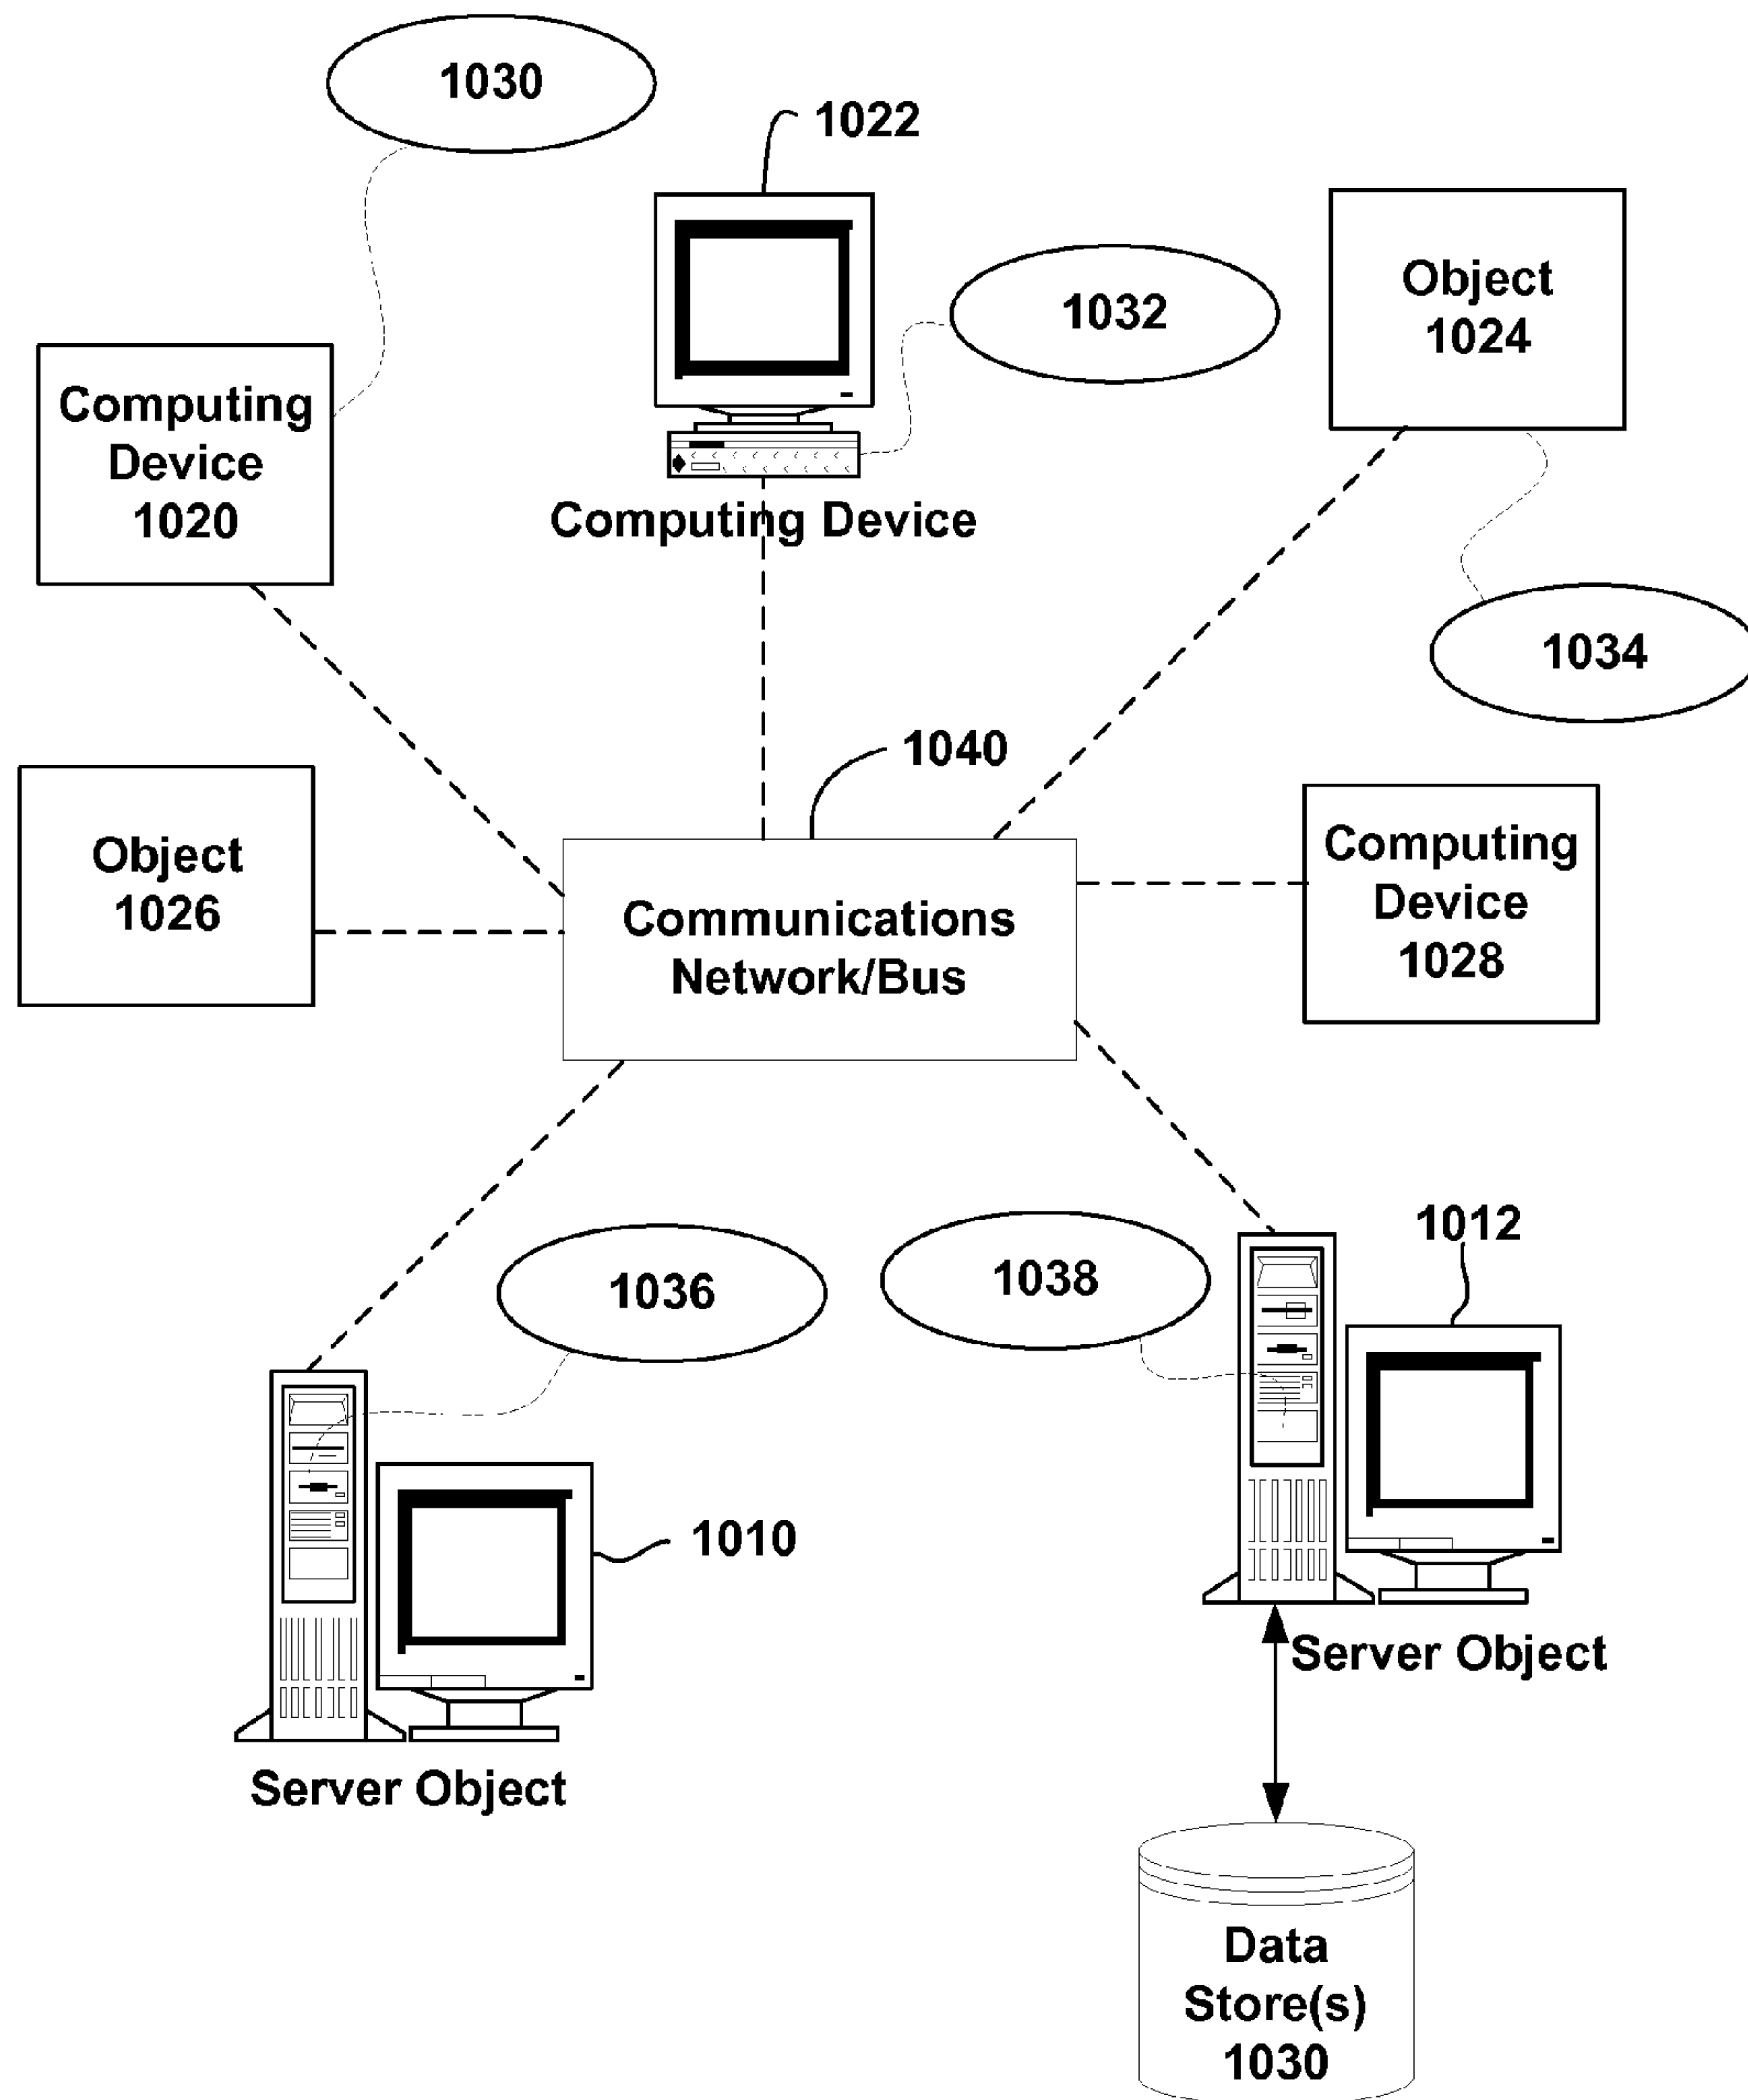 1030
1022
1032
Object
1024
Computing
Device
1020
Computing Device
1034
1040
Object
1026
Communications
Network/Bus
Computing
Device
1028
1036
1038
1012
1010
Server Object
Server Object
Data
Store(s)
1030